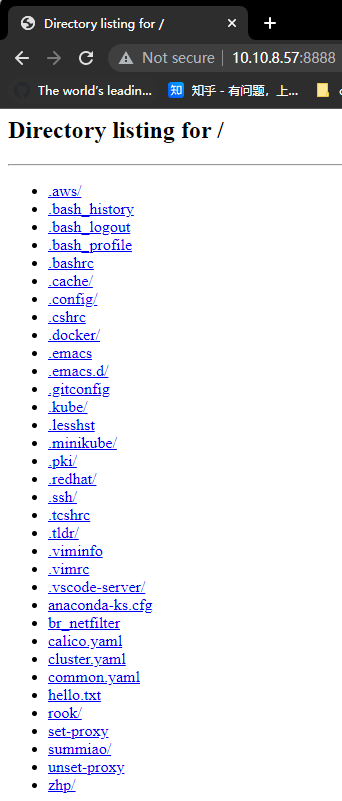 Directory listing for /
Not secure 10.10.8.57:8888
The world's leadin... 知 知乎 - 有问题，上...
Directory listing for /
.aws/
.bash_history
.bash_logout
.bash_profile
.bashrc
.cache/
.config/
.cshrc
.docker/
.emacs
.emacs.d/
.gitconfig
.kube/
.lesshst
.minikube/
.pki/
.redhat/
.ssh/
.tcshrc
.tldr/
.viminfo
.vimrc
.vscode-server/
anaconda-ks.cfg
br_netfilter
calico.yaml
cluster.yaml
common.yaml
hello.txt
rook/
set-proxy
summiao/
unset-proxy
zhp/